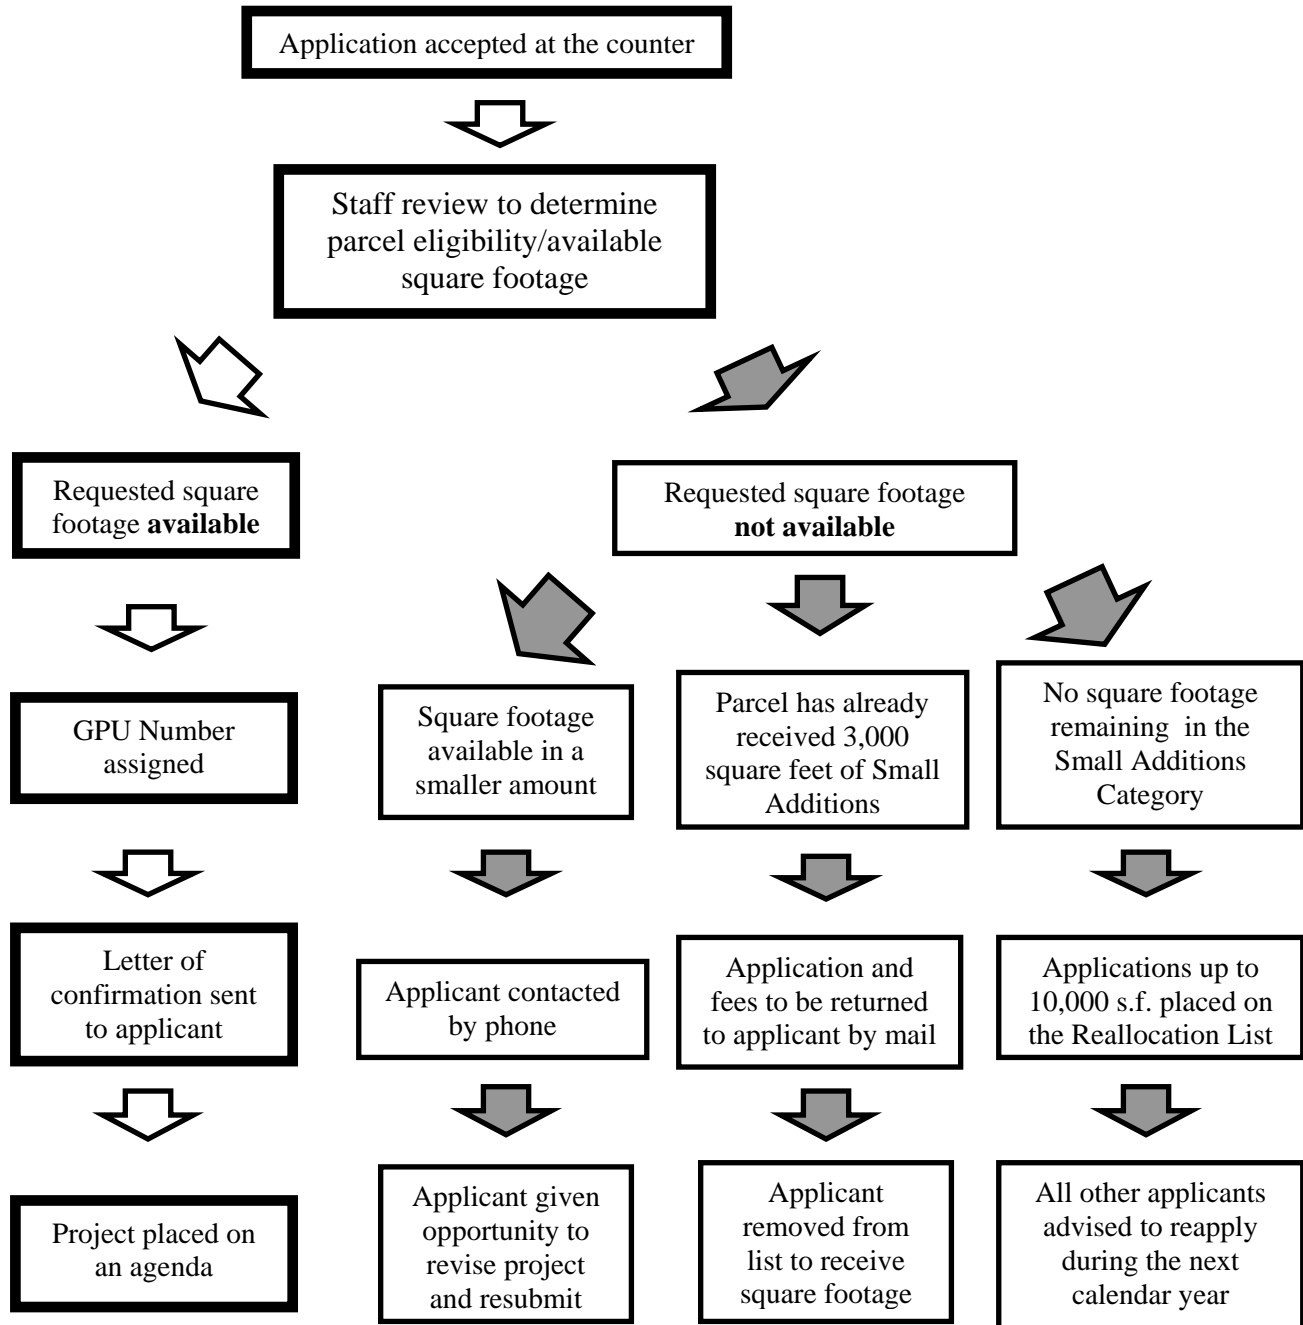 Application accepted at the counter
Staff review to determine
parcel eligibility/available
square footage
Requested square
footage available
Requested square footage
not available
GPU Number
assigned
Square footage
available in a
smaller amount
Parcel has already
received 3,000
square feet of Small
Additions
No square footage
remaining in the
Small Additions
Category
Letter of
confirmation sent
to applicant
Applicant contacted
by phone
Application and
fees to be returned
to applicant by mail
Applications up to
10,000 s.f. placed on
the Reallocation List
Project placed on
an agenda
Applicant given
opportunity to
revise project
and resubmit
Applicant
removed from
list to receive
square footage
All other applicants
advised to reapply
during the next
calendar year